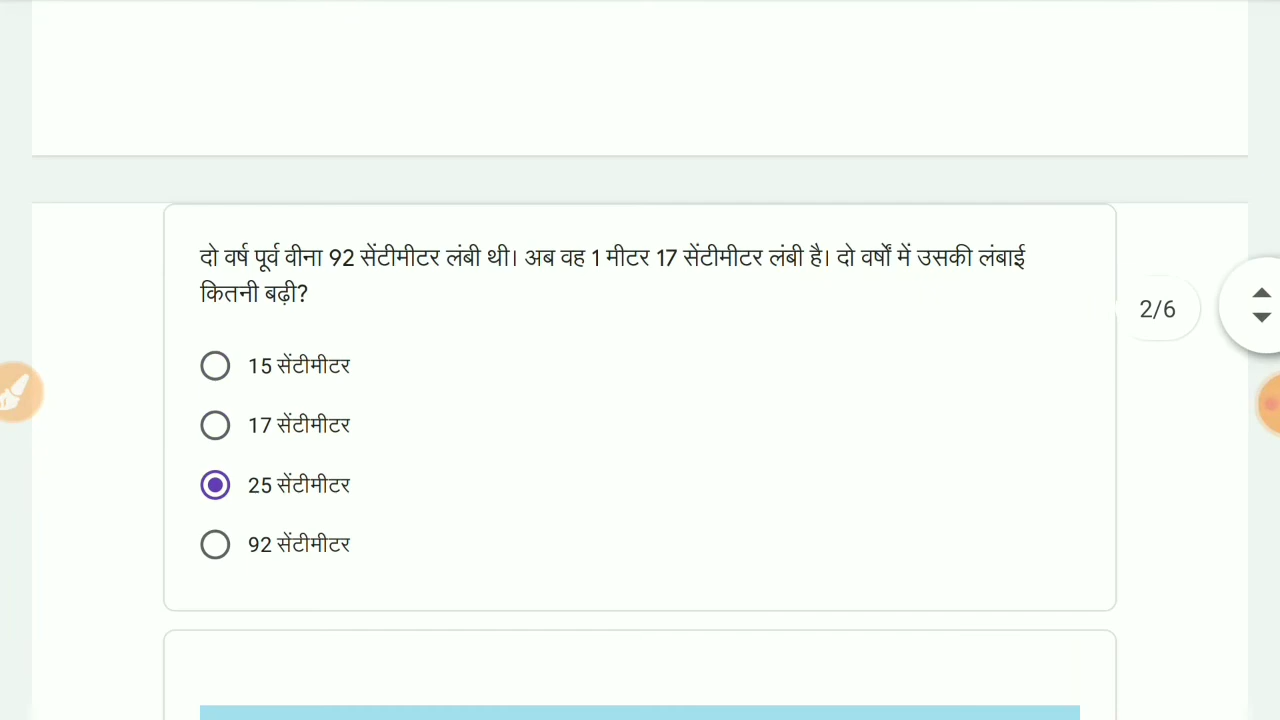 दो वर्ष पूर्व वीना 92 सेंटीमीटर लंबी थी। अब वह 1 मीटर 17 सेंटीमीटर लंबी है। दो वर्षों में उसकी लंबाई
कितनी बढ़ी?
2/6
15 सेंटीमीटर
17 सेंटीमीटर
25 सेंटीमीटर
92 सेंटीमीटर